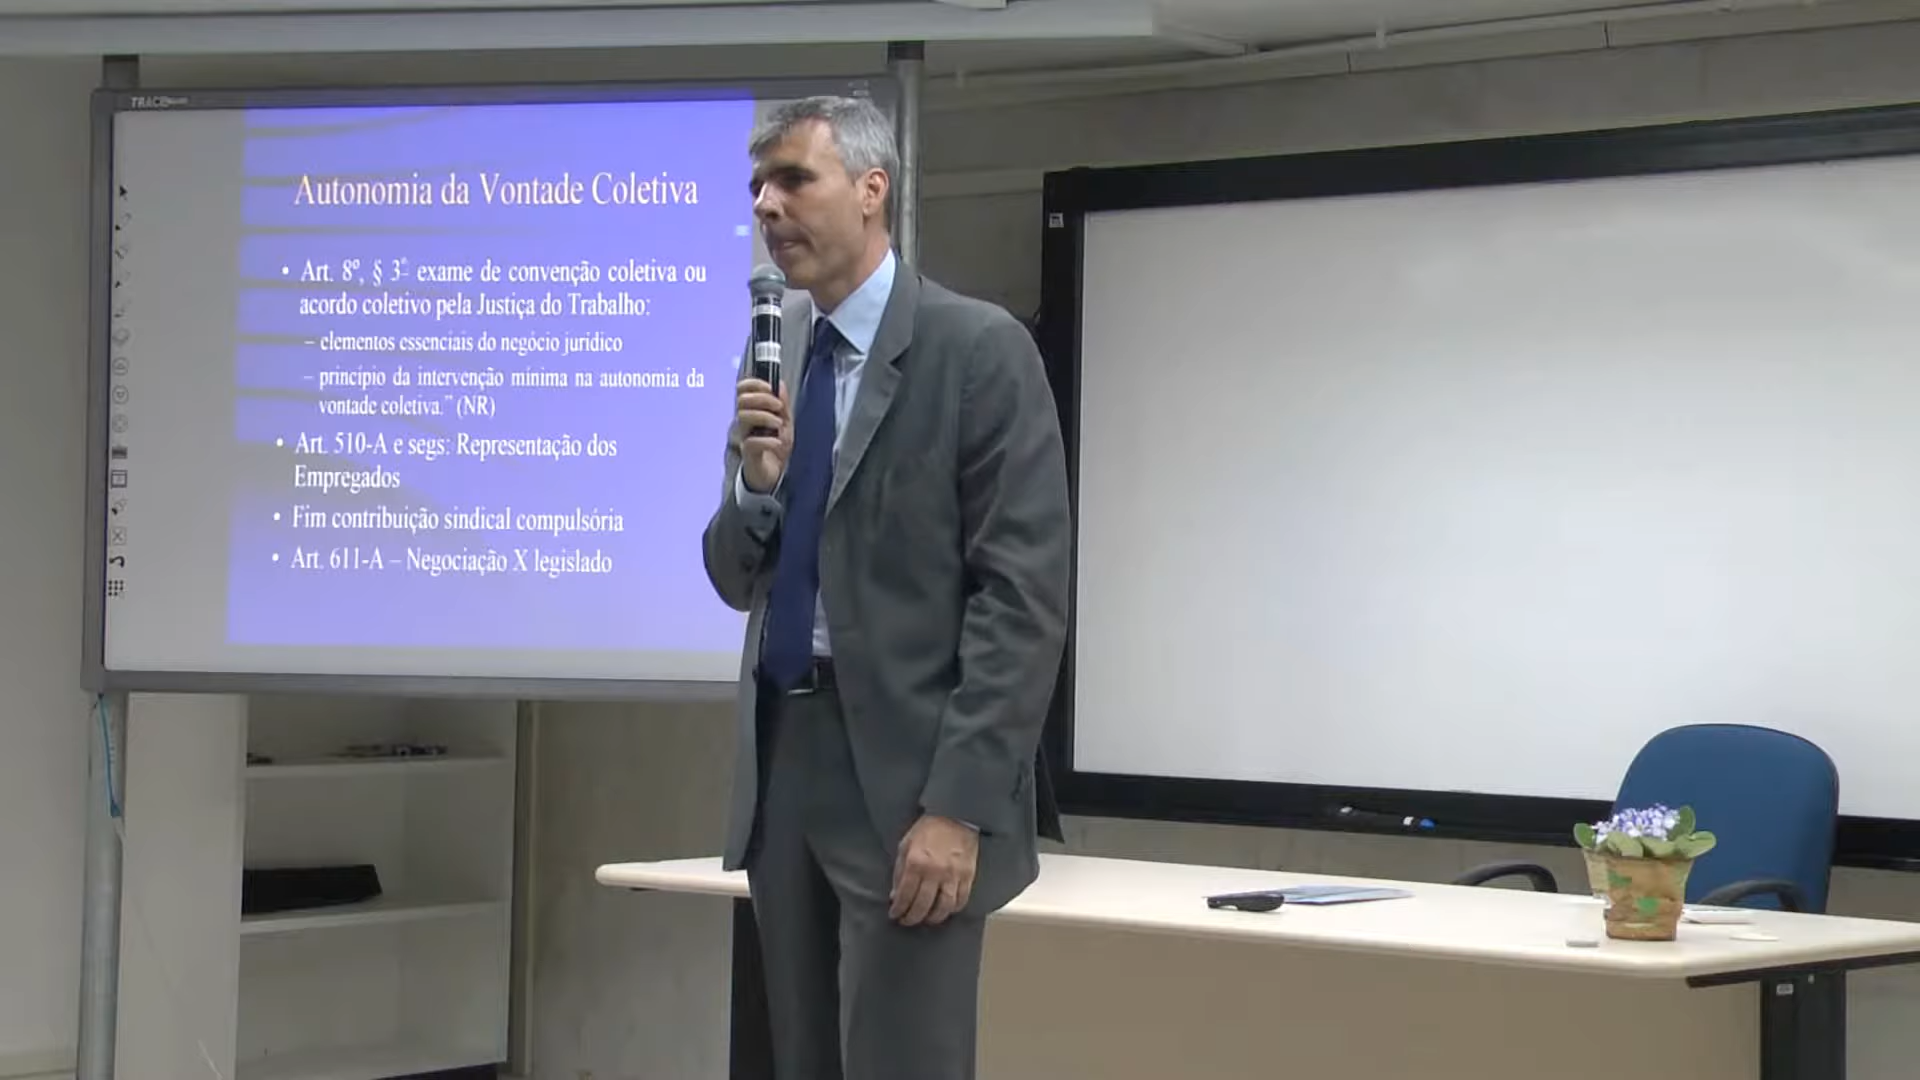 TRACE
Autonomia da Vontade Coletiva
• Art. 8º, § 3º exame de convenção coletiva ou
acordo coletivo pela Justiça do Trabalho:
– elementos essenciais do negócio jurídico
– princípio da intervenção mínima na autonomia da
vontade coletiva.” (NR)
• Art. 510-A e segs: Representação dos
Empregados
• Fim contribuição sindical compulsória
• Art. 611-A – Negociação X legislado